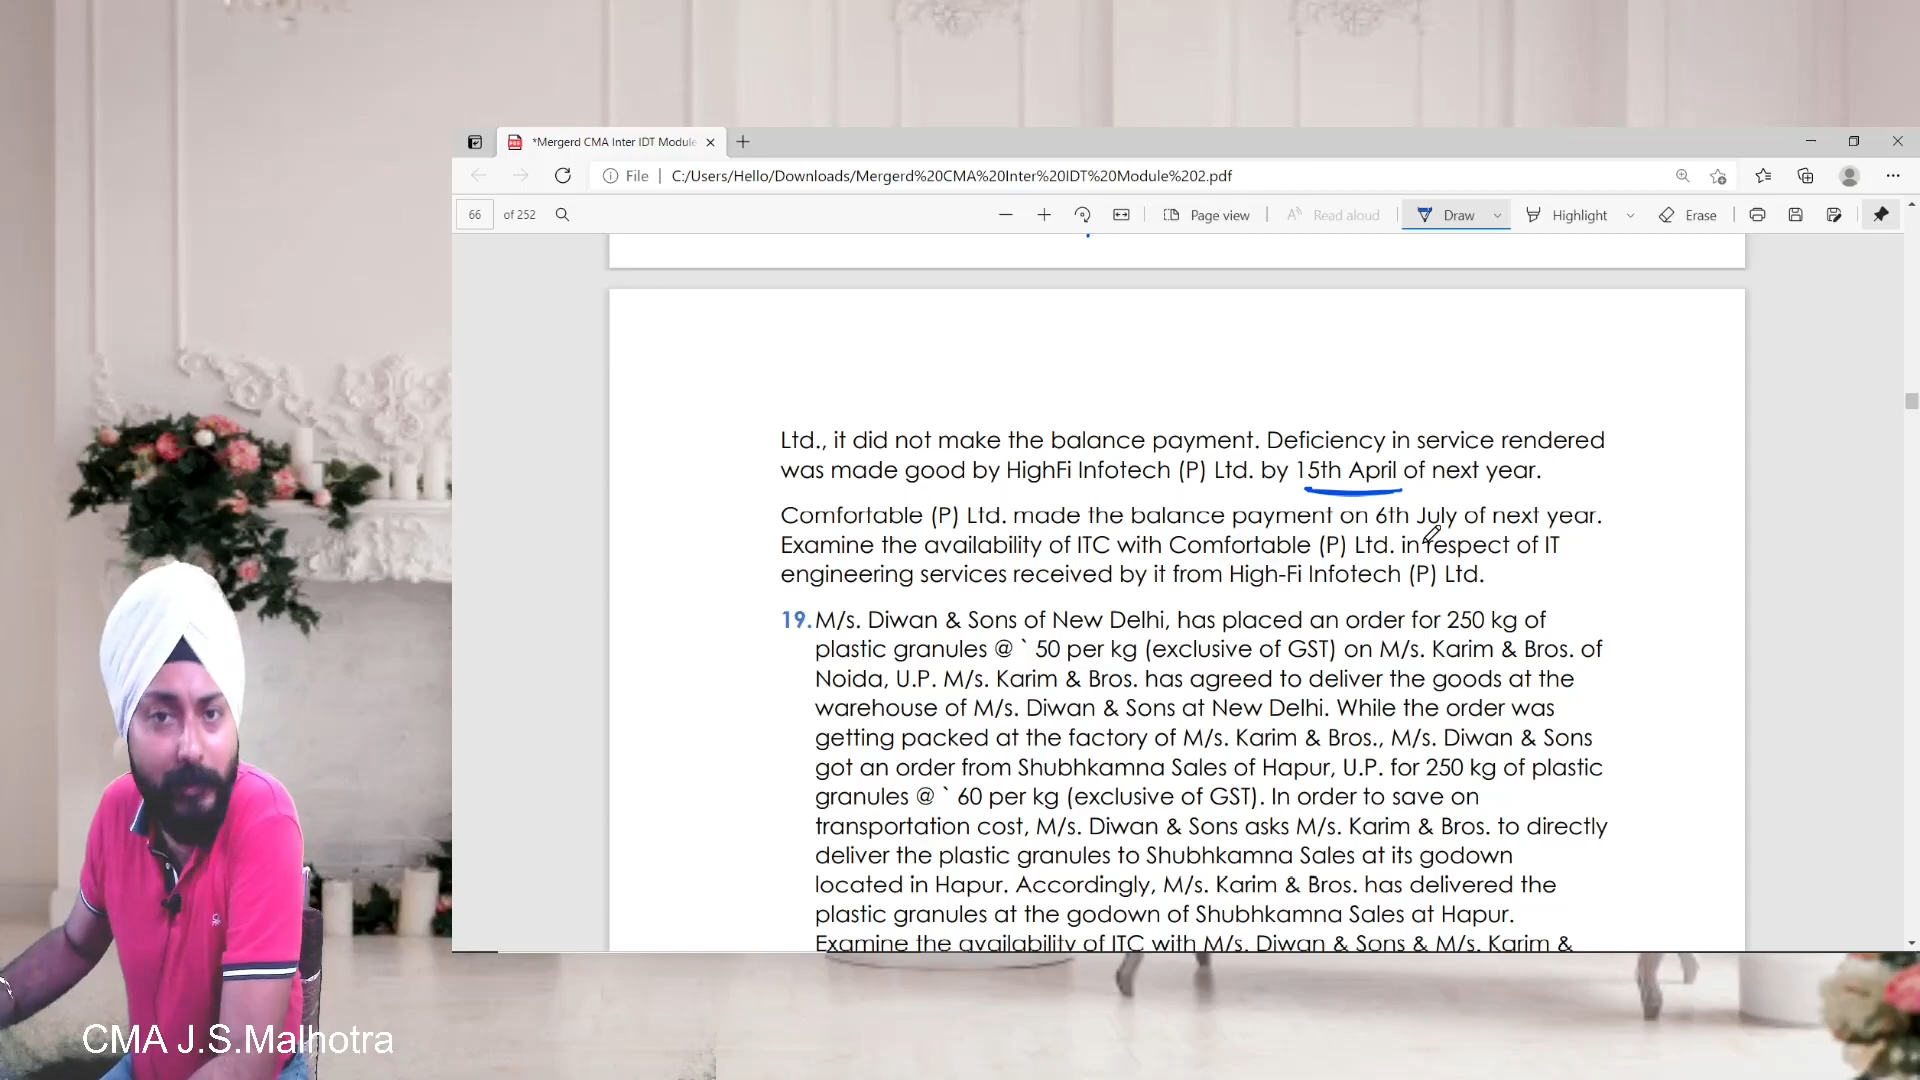 *Mergerd CMA Inter IDT Module
File | C:/Users/Hello/Downloads/Mergerd%20CMA%20Inter%20IDT%20Module%202.pdf
66 of 252 Page view Read aloud Draw Highlight Erase
Ltd., it did not make the balance payment. Deficiency in service rendered
was made good by HighFi Infotech (P) Ltd. by 15th April of next year.
Comfortable (P) Ltd. made the balance payment on 6th July of next year.
Examine the availability of ITC with Comfortable (P) Ltd. in respect of IT
engineering services received by it from High-Fi Infotech (P) Ltd.
19. M/s. Diwan & Sons of New Delhi, has placed an order for 250 kg of
plastic granules @ ` 50 per kg (exclusive of GST) on M/s. Karim & Bros. of
Noida, U.P. M/s. Karim & Bros. has agreed to deliver the goods at the
warehouse of M/s. Diwan & Sons at New Delhi. While the order was
getting packed at the factory of M/s. Karim & Bros., M/s. Diwan & Sons
got an order from Shubhkamna Sales of Hapur, U.P. for 250 kg of plastic
granules @ ` 60 per kg (exclusive of GST). In order to save on
transportation cost, M/s. Diwan & Sons asks M/s. Karim & Bros. to directly
deliver the plastic granules to Shubhkamna Sales at its godown
located in Hapur. Accordingly, M/s. Karim & Bros. has delivered the
plastic granules at the godown of Shubhkamna Sales at Hapur.
Examine the availability of ITC with M/s. Diwan & Sons & M/s. Karim &
CMA J.S.Malhotra